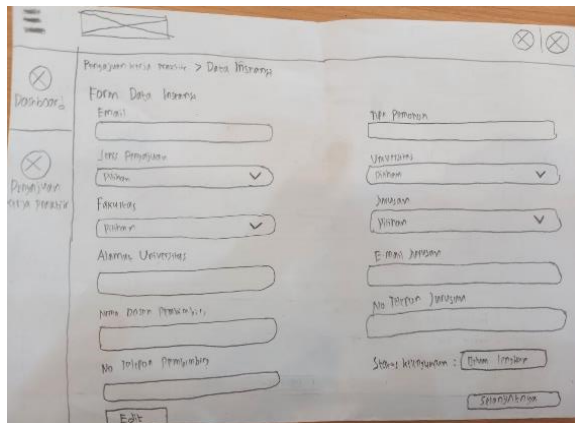 Pengajuan kerja praktik > Data Instansi
Dashboard
Form Data Instansi
Email
Tipe Pemohon
Jenis Pengajuan
Universitas
Pilihan
Pilihan
Pengajuan
kerja praktik
Fakultas
Jurusan
Pilihan
Pilihan
Alamat Universitas
E-mail Jurusan
Nama Dosen Pembimbing
No Telepon Jurusan
No Telepon Pembimbing
Status kelengkapan : Belum lengkap
Edit
Selanjutnya